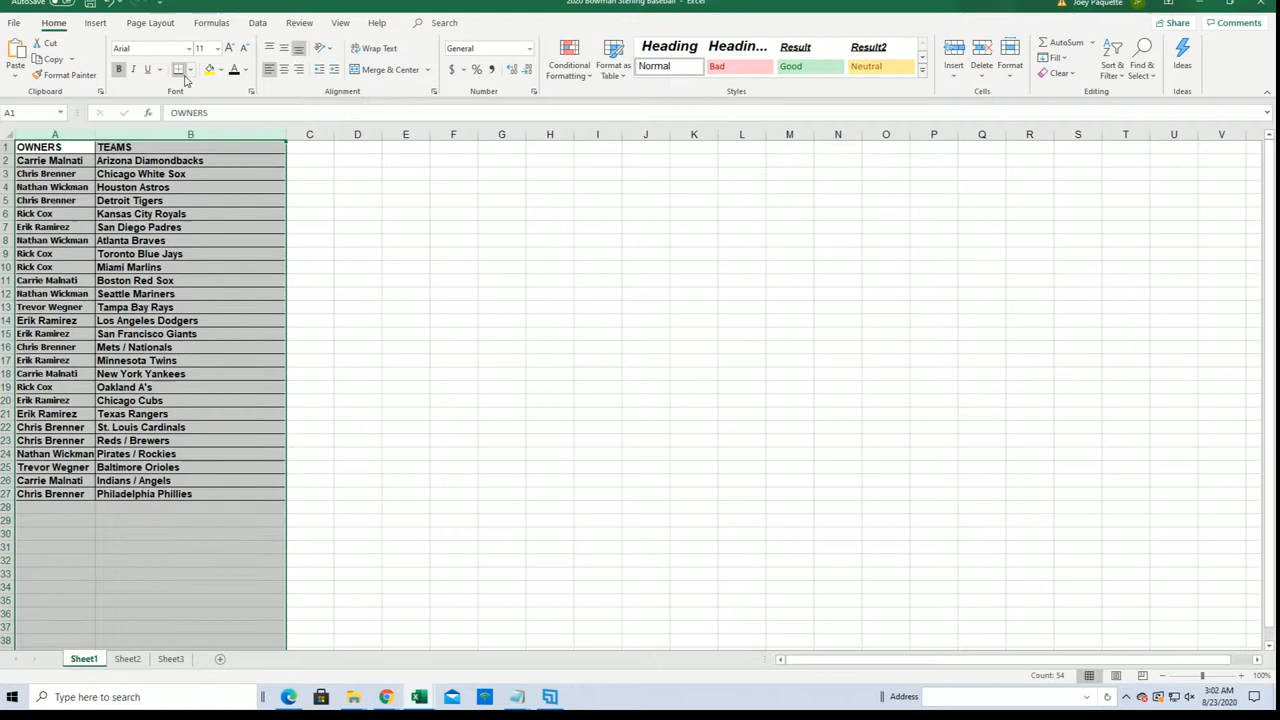 AutoSave Off 2020 Bowman Sterling Baseball - Excel Joey Paquette JP
File Home Insert Page Layout Formulas Data Review View Help Search Share Comments
Paste Cut Copy Format Painter
Arial 11 A A
B I U A
Wrap Text
Merge & Center
General
$ % ,
Conditional Formatting Format as Table
Heading Headin... Result Result2
Normal Bad Good Neutral
Insert Delete Format
AutoSum Fill Clear
Sort & Filter Find & Select Ideas
Clipboard Font Alignment Number Styles Cells Editing Ideas
A1 fx OWNERS
A B C D E F G H I J K L M N O P Q R S T U V
1 OWNERS TEAMS
2 Carrie Malnati Arizona Diamondbacks
3 Chris Brenner Chicago White Sox
4 Nathan Wickman Houston Astros
5 Chris Brenner Detroit Tigers
6 Rick Cox Kansas City Royals
7 Erik Ramirez San Diego Padres
8 Nathan Wickman Atlanta Braves
9 Rick Cox Toronto Blue Jays
10 Rick Cox Miami Marlins
11 Carrie Malnati Boston Red Sox
12 Nathan Wickman Seattle Mariners
13 Trevor Wegner Tampa Bay Rays
14 Erik Ramirez Los Angeles Dodgers
15 Erik Ramirez San Francisco Giants
16 Chris Brenner Mets / Nationals
17 Erik Ramirez Minnesota Twins
18 Carrie Malnati New York Yankees
19 Rick Cox Oakland A's
20 Erik Ramirez Chicago Cubs
21 Erik Ramirez Texas Rangers
22 Chris Brenner St. Louis Cardinals
23 Chris Brenner Reds / Brewers
24 Nathan Wickman Pirates / Rockies
25 Trevor Wegner Baltimore Orioles
26 Carrie Malnati Indians / Angels
27 Chris Brenner Philadelphia Phillies
28
29
30
31
32
33
34
35
36
37
38
Sheet1 Sheet2 Sheet3
Count: 54 100%
Type here to search Address 3:02 AM
8/23/2020